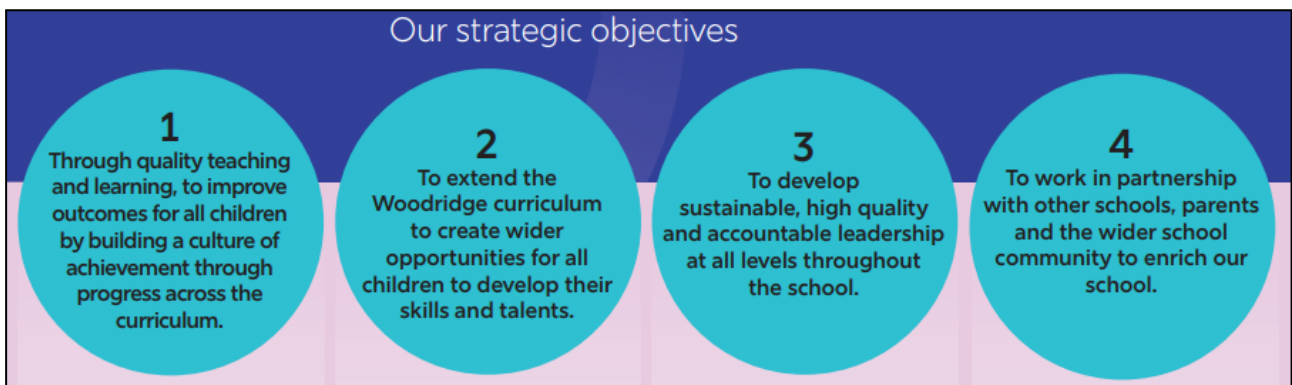 Our strategic objectives
1
Through quality teaching
and learning, to improve
outcomes for all children
by building a culture of
achievement through
progress across the
curriculum.
2
To extend the
Woodridge curriculum
to create wider
opportunities for all
children to develop their
skills and talents.
3
To develop
sustainable, high quality
and accountable leadership
at all levels throughout
the school.
4
To work in partnership
with other schools, parents
and the wider school
community to enrich our
school.